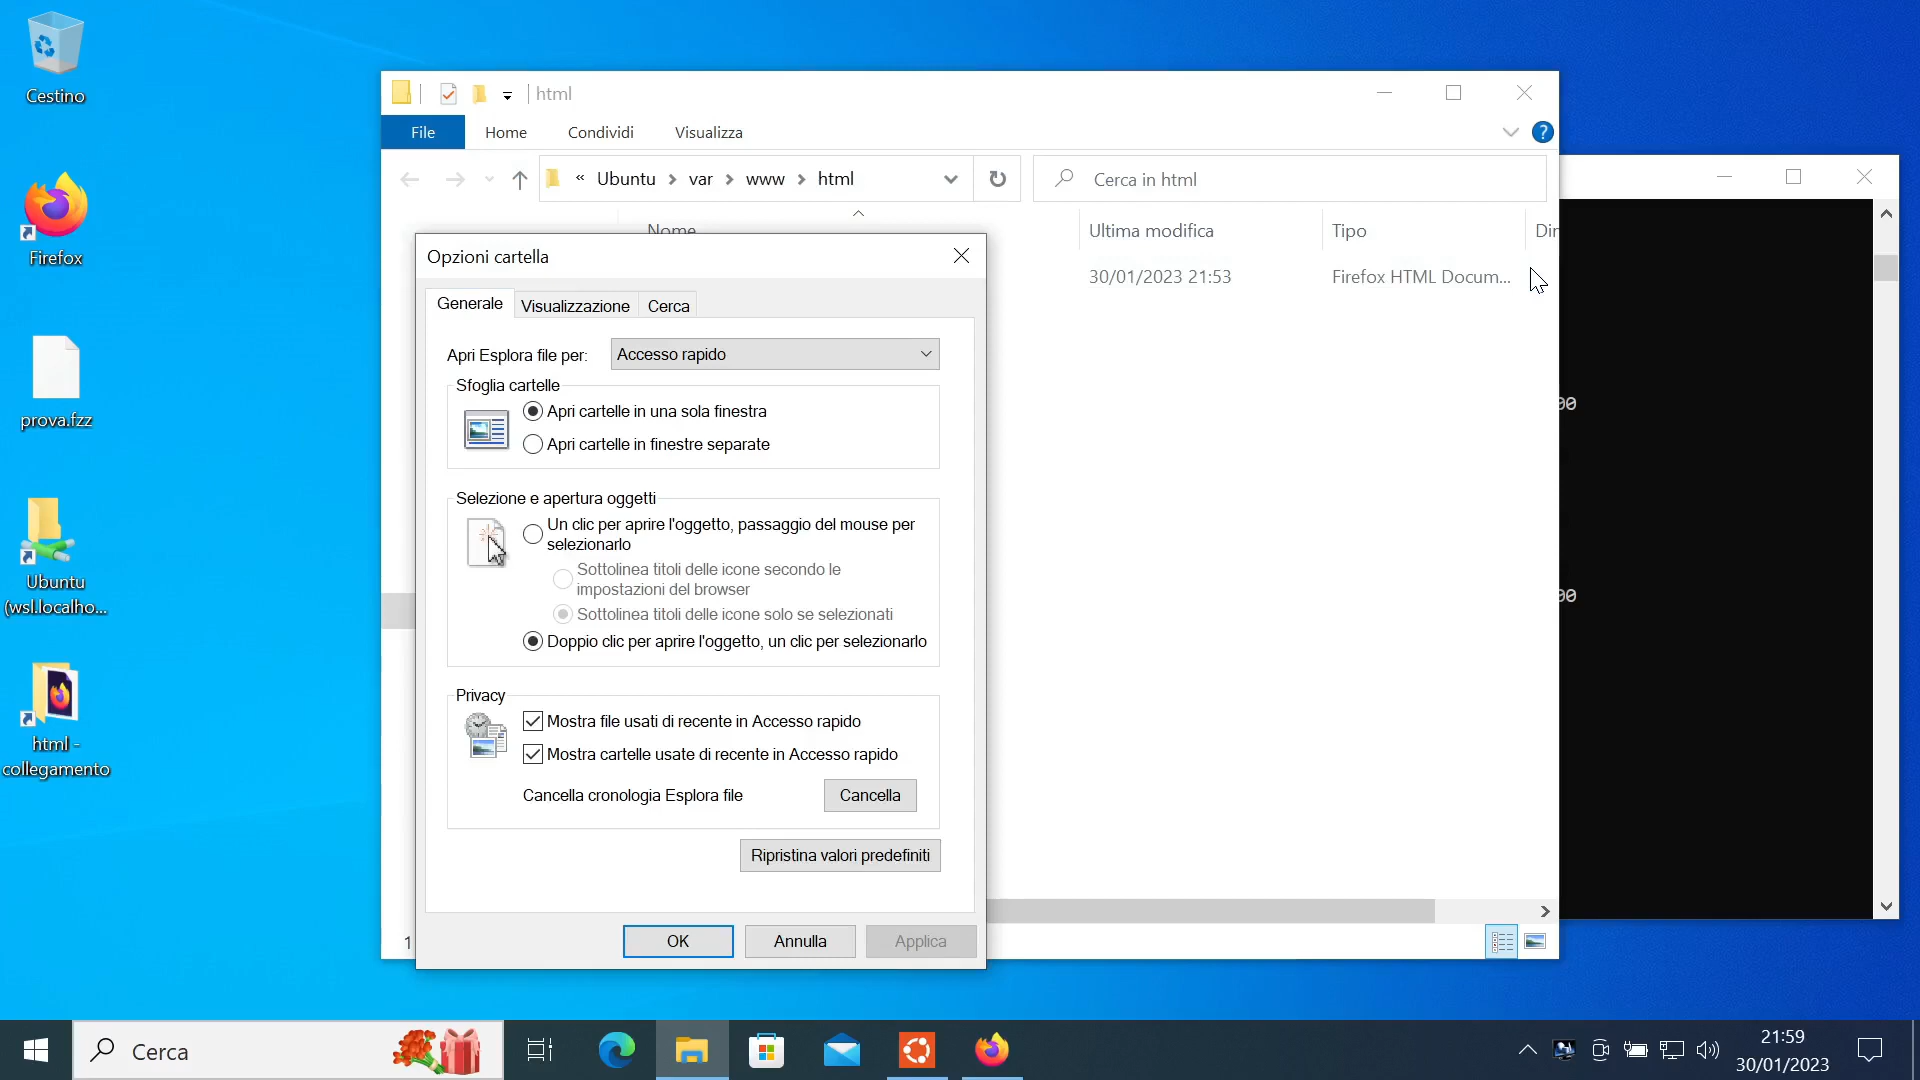 Cestino
Firefox
prova.fzz
Ubuntu
(wsl.localho...
html -
collegamento
html
File
Home
Condividi
Visualizza
?
«
Ubuntu
var
www
html
Cerca in html
Nome
Ultima modifica
Tipo
30/01/2023 21:53
Firefox HTML Docum...
Opzioni cartella
Generale
Visualizzazione
Cerca
Apri Esplora file per:
Accesso rapido
Sfoglia cartelle
Apri cartelle in una sola finestra
Apri cartelle in finestre separate
Selezione e apertura oggetti
Un clic per aprire l'oggetto, passaggio del mouse per
selezionarlo
Sottolinea titoli delle icone secondo le
impostazioni del browser
Sottolinea titoli delle icone solo se selezionati
Doppio clic per aprire l'oggetto, un clic per selezionarlo
Privacy
Mostra file usati di recente in Accesso rapido
Mostra cartelle usate di recente in Accesso rapido
Cancella cronologia Esplora file
Cancella
Ripristina valori predefiniti
OK
Annulla
Applica
1
Cerca
21:59
30/01/2023